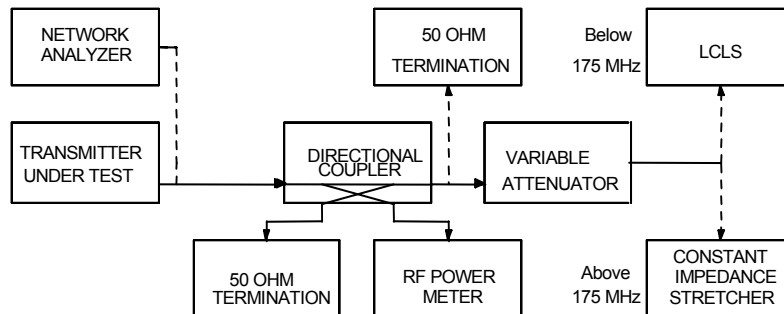 NETWORK
ANALYZER
50 OHM
TERMINATION
Below
175 MHz
LCLS
TRANSMITTER
UNDER TEST
DIRECTIONAL
COUPLER
VARIABLE
ATTENUATOR
50 OHM
TERMINATION
RF POWER
METER
Above
175 MHz
CONSTANT
IMPEDANCE
STRETCHER